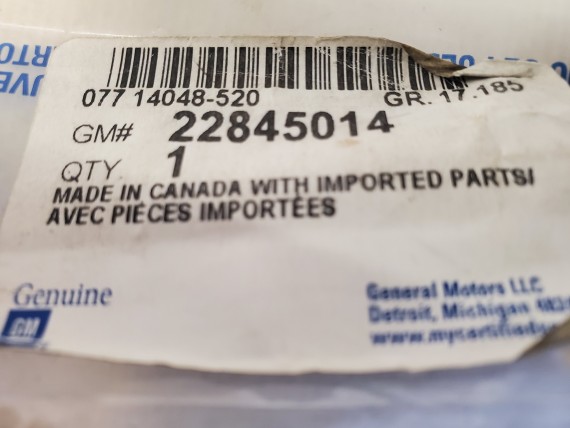 077 14048-520 GR. 17.185
GM# 22845014
QTY. 1
MADE IN CANADA WITH IMPORTED PARTS/
AVEC PIÈCES IMPORTÉES
Genuine
GM
General Motors LLC
Detroit, Michigan